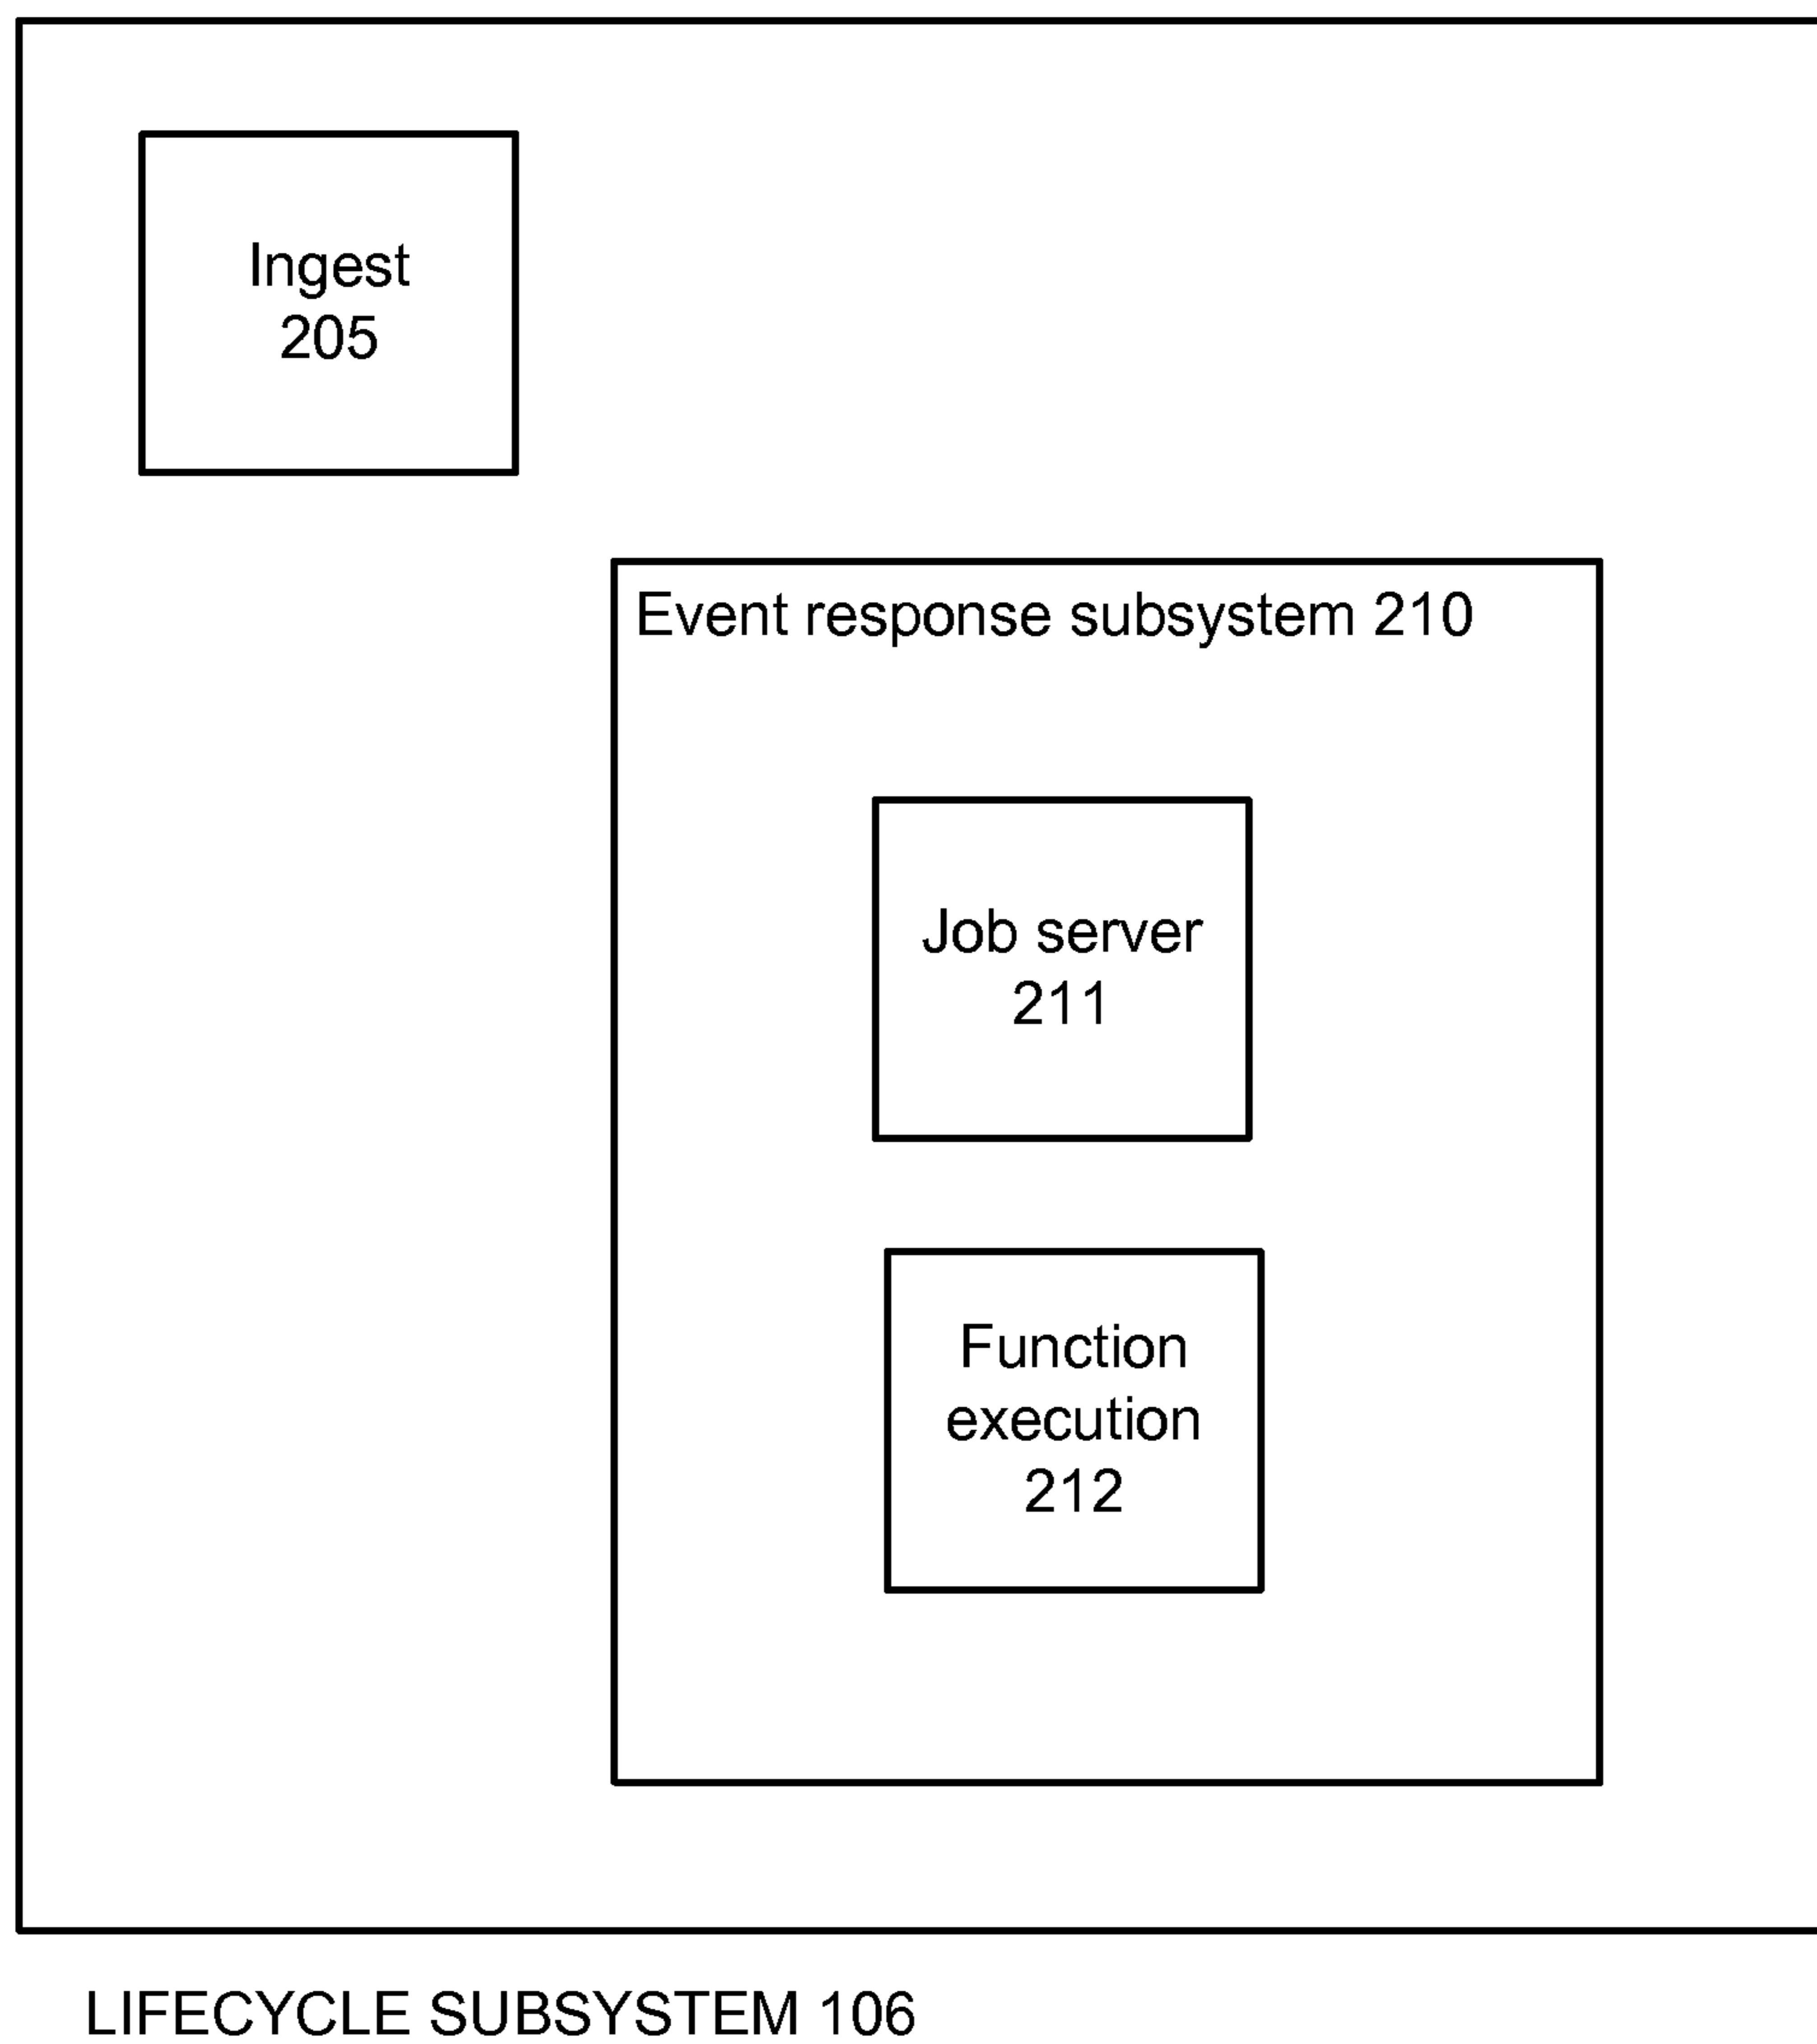 Ingest
205
Event response subsystem 210
Job server
211
Function
execution
212
LIFECYCLE SUBSYSTEM 106